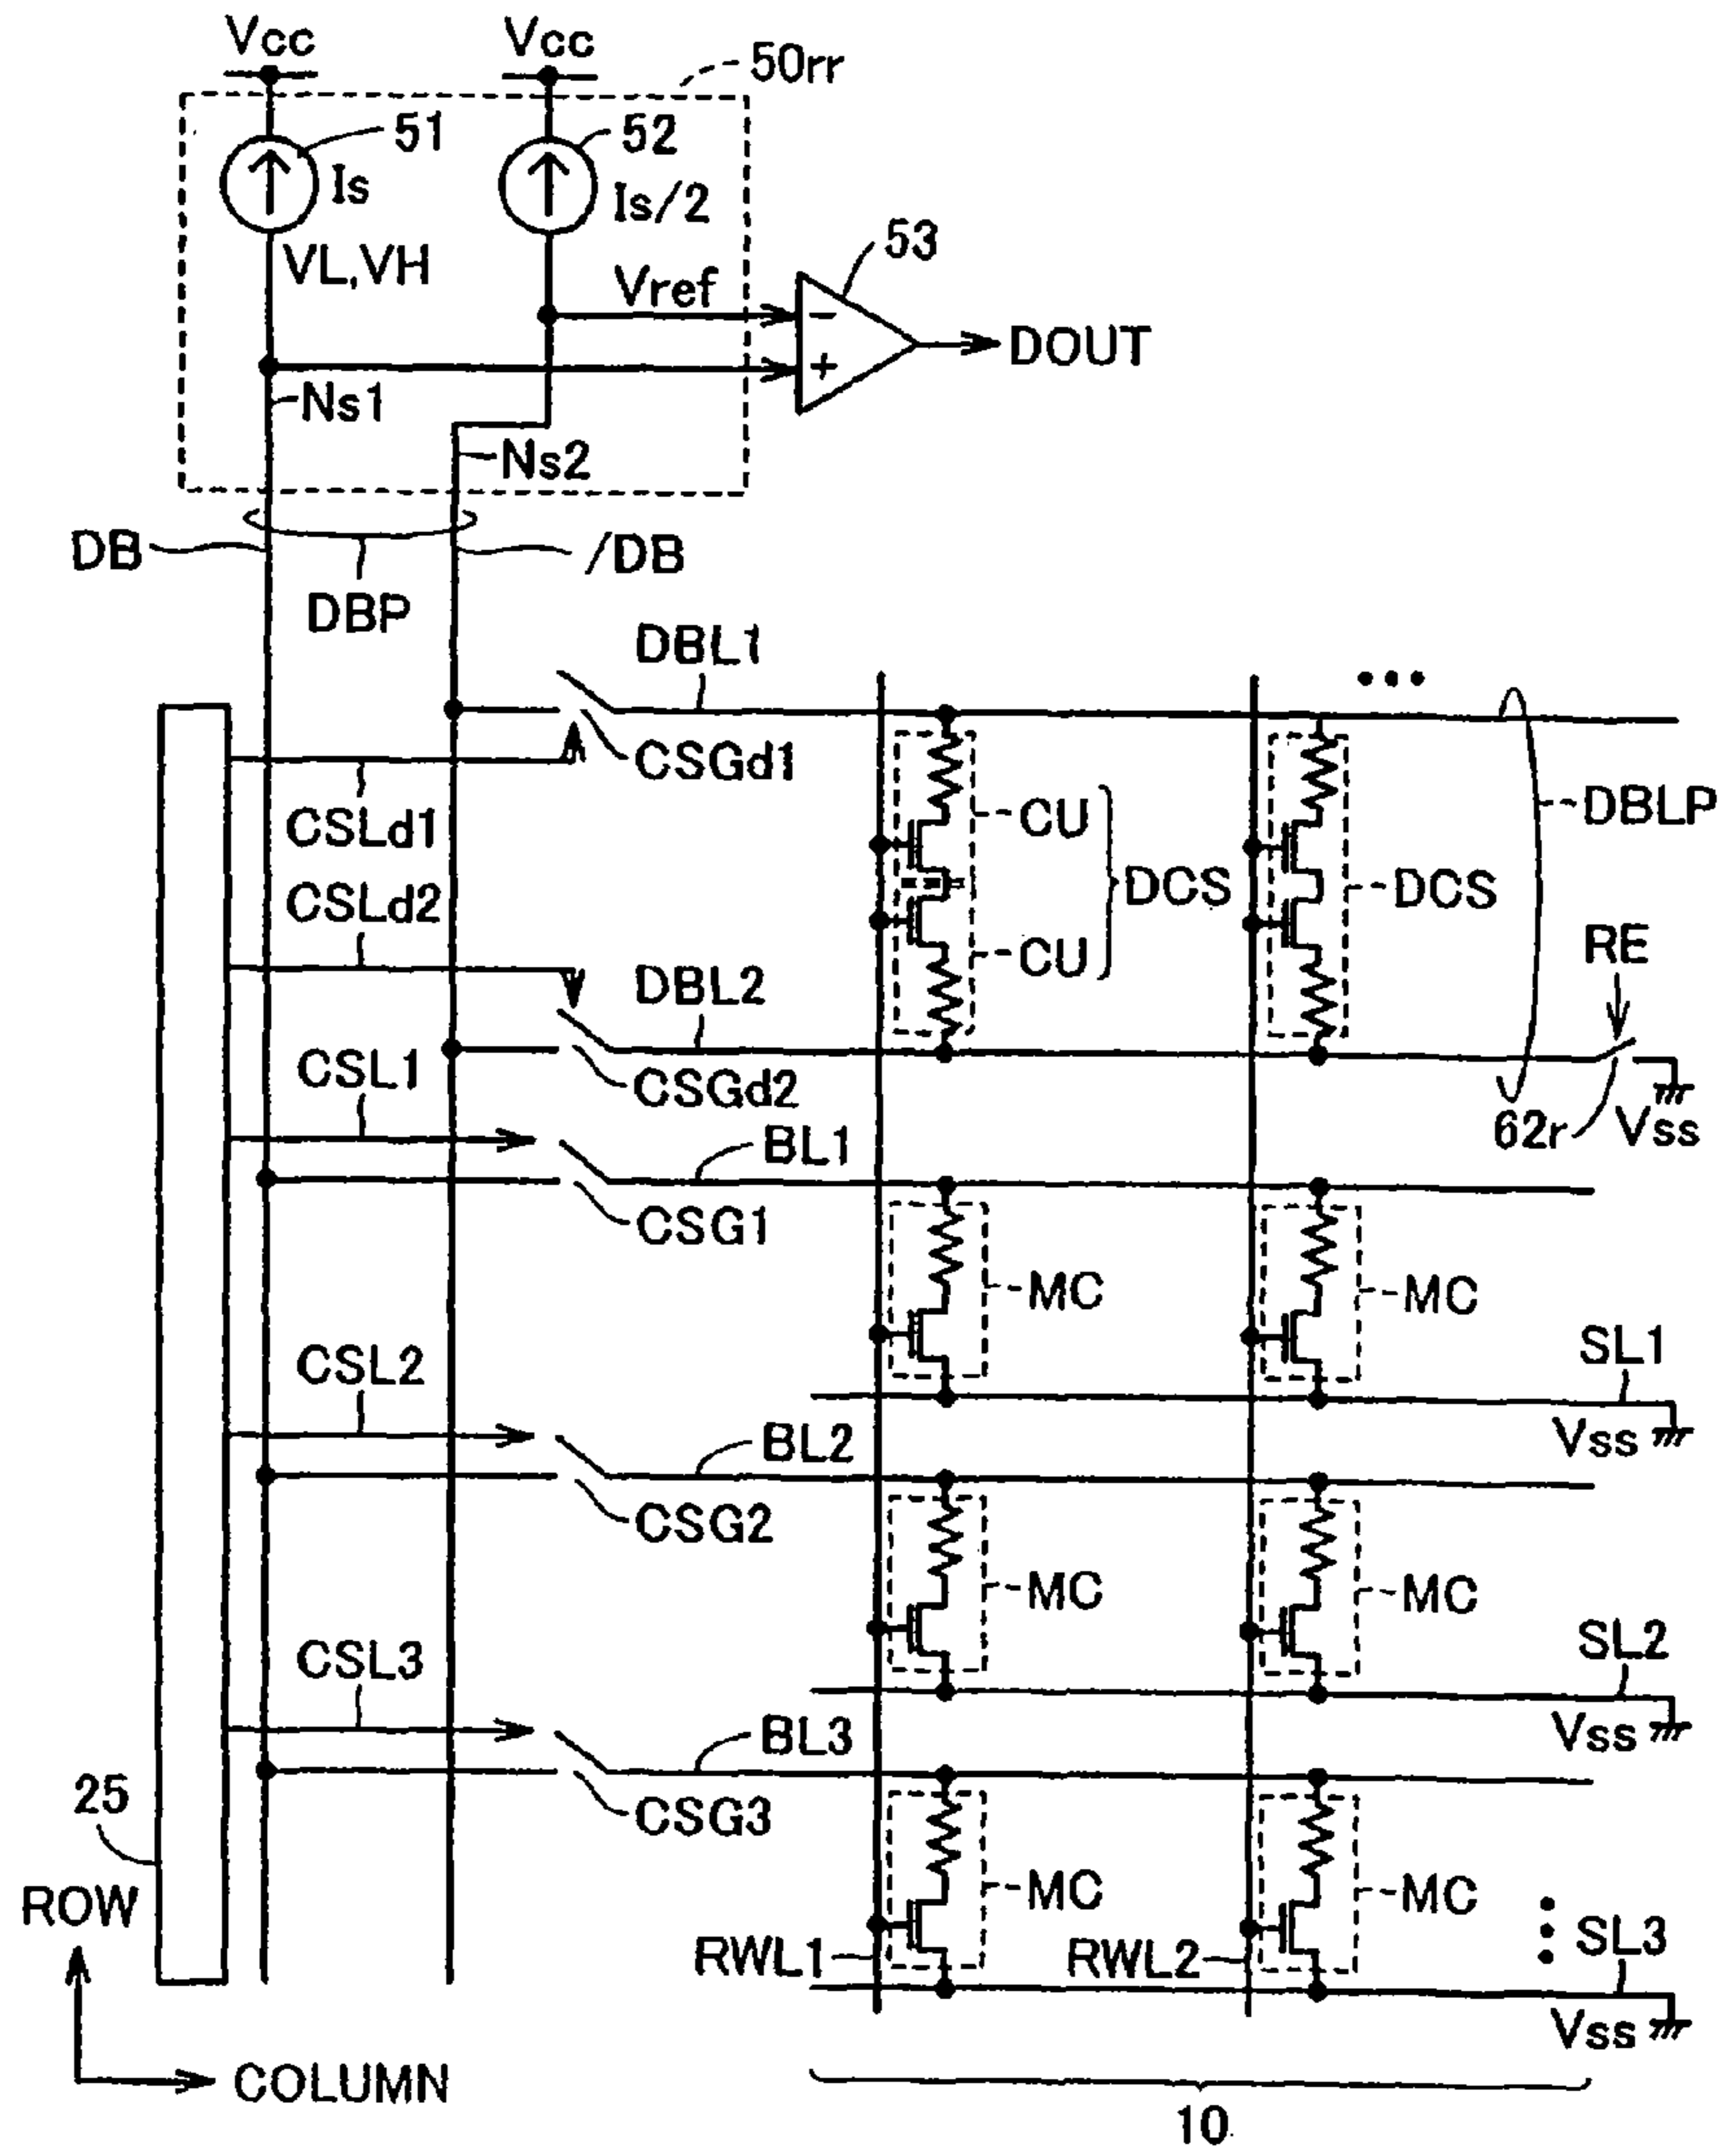 Vcc Vcc
50rr
51 52
Is Is/2
VL,VH
Vref 53
- 
+ DOUT
Ns1
Ns2
DB /DB
DBP
DBL1
CSGd1
CSLd1
CU DCS DBLP
DCS
CSLd2
CU RE
DBL2
CSGd2
62r Vss
CSL1
BL1
CSG1
MC MC
SL1
Vss
CSL2
BL2
CSG2
MC MC
SL2
Vss
CSL3
BL3
CSG3
25
MC MC
SL3
RWL1 RWL2
Vss
ROW
COLUMN
10